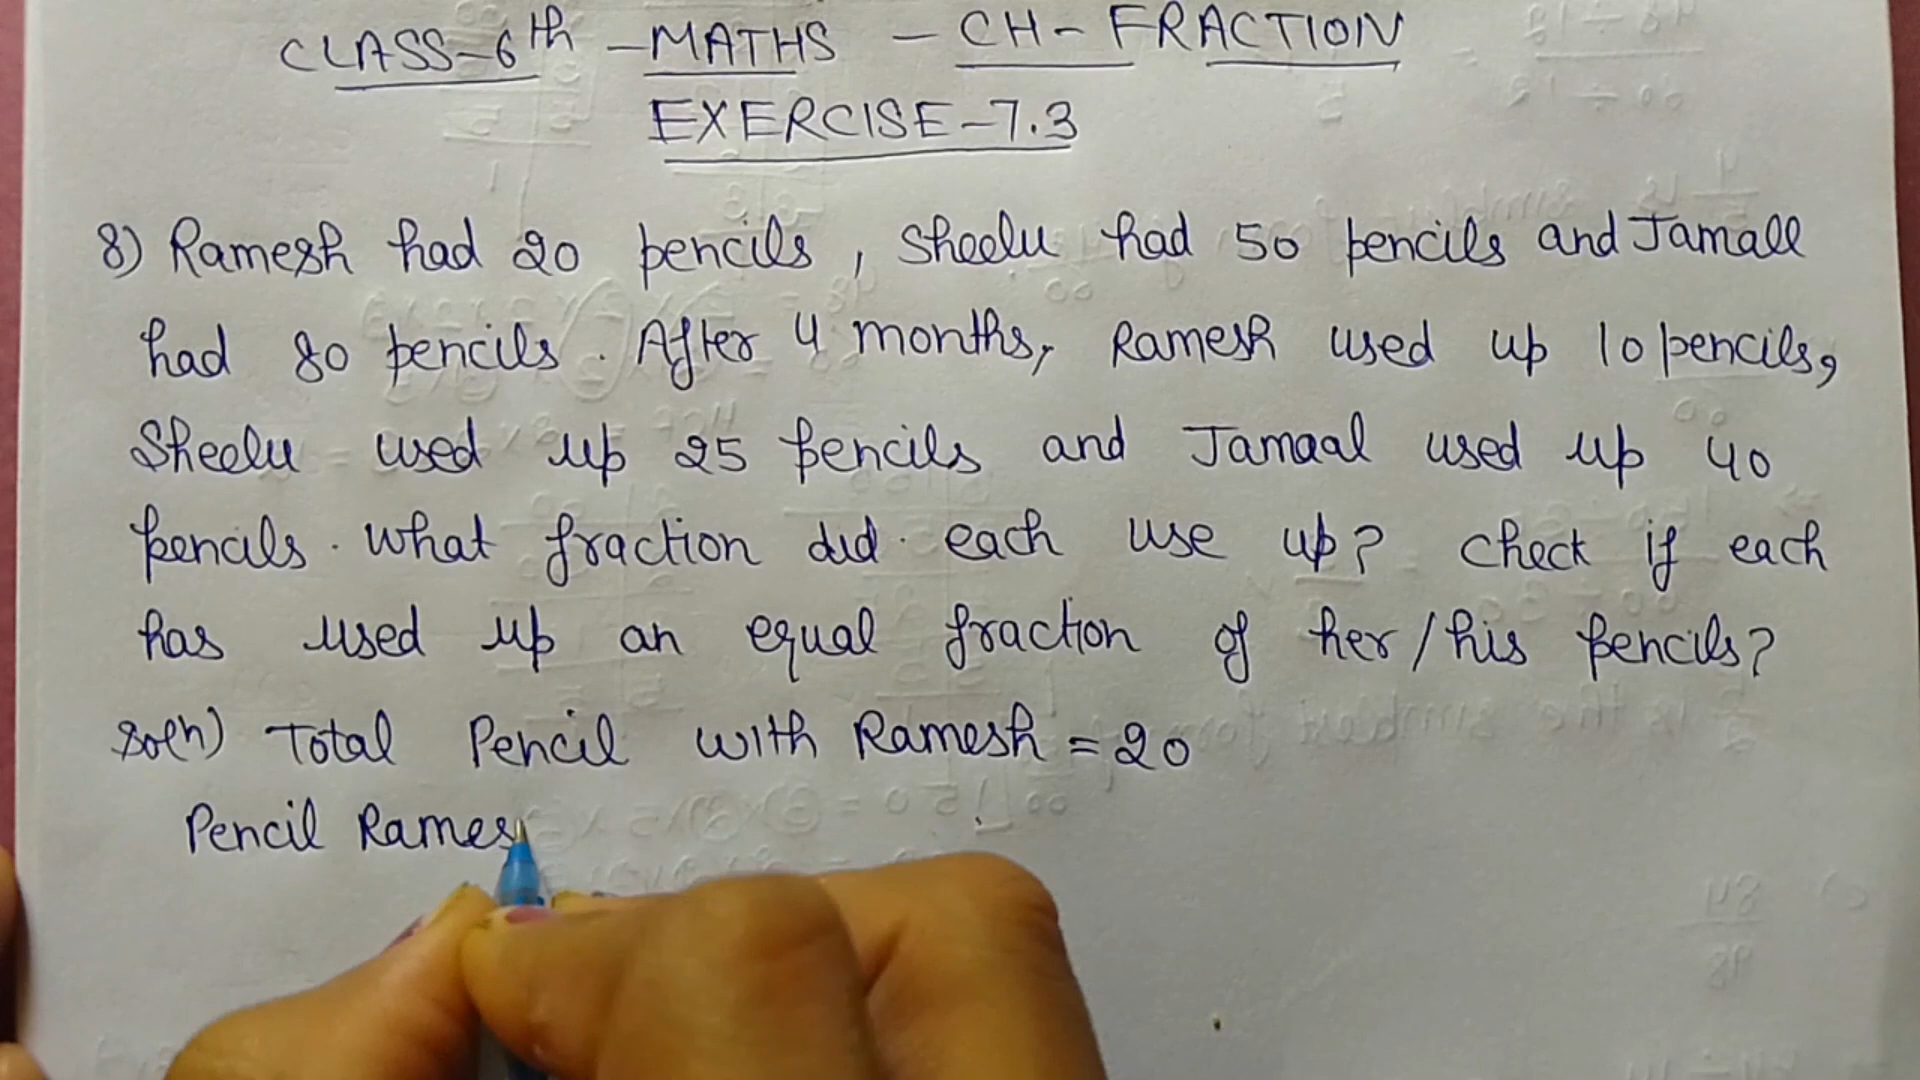 CLASS-6th - MATHS - CH- FRACTION
EXERCISE-7.3
8) Ramesh had 20 pencils, Sheelu had 50 pencils and Jamall
had 80 pencils. After 4 months, Ramesh used up 10 pencils,
Sheelu used up 25 pencils and Jamaal used up 40
pencils. What fraction did each use up? Check if each
has used up an equal fraction of her/his pencils?
Sol(n) Total Pencil with Ramesh = 20
Pencil Rames